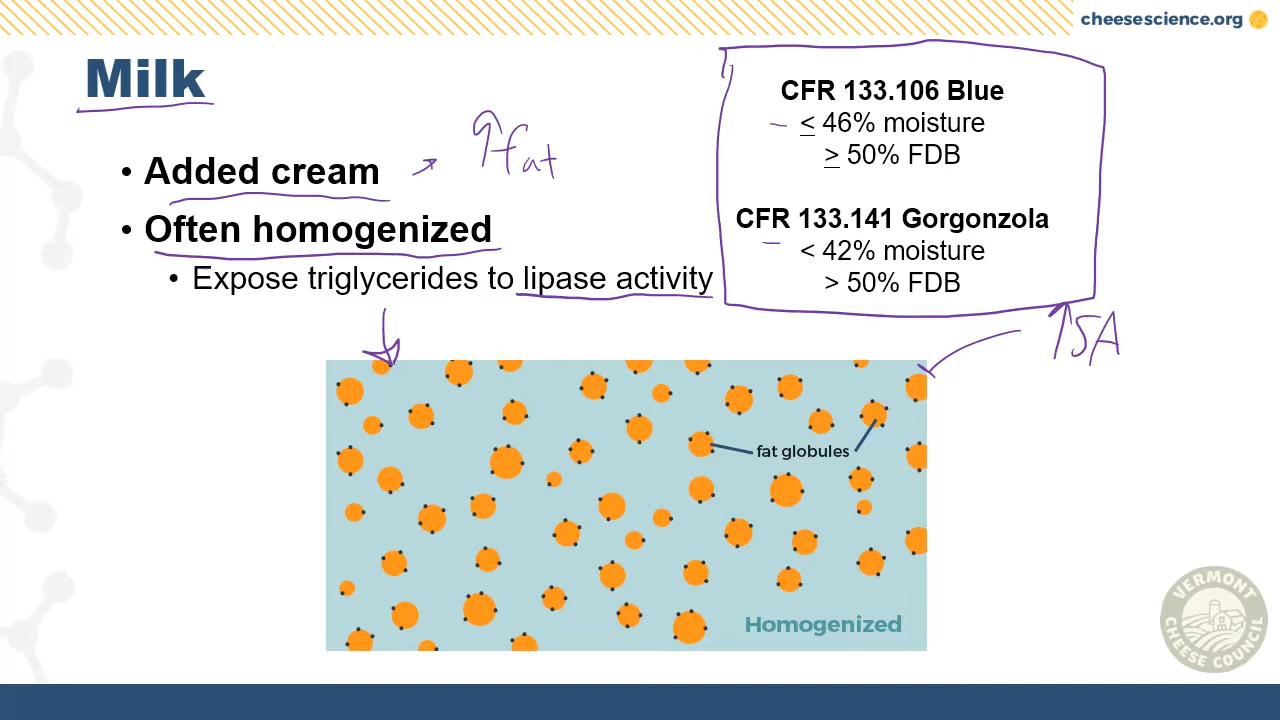 cheesescience.org
Milk
• Added cream
↑fat
• Often homogenized
• Expose triglycerides to lipase activity
CFR 133.106 Blue
≤ 46% moisture
≥ 50% FDB
CFR 133.141 Gorgonzola
< 42% moisture
> 50% FDB
↑SA
fat globules
Homogenized
VERMONT
CHEESE COUNCIL